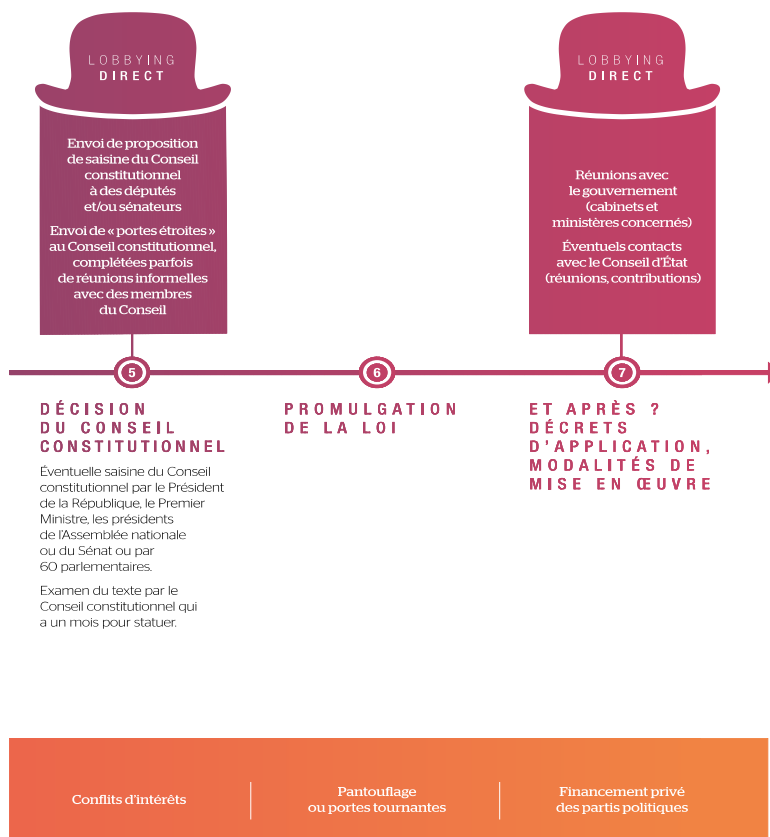 LOBBYING
DIRECT
Envoi de proposition
de saisine du Conseil
constitutionnel
à des députés
et/ou sénateurs
Envoi de « portes étroites »
au Conseil constitutionnel,
complétées parfois
de réunions informelles
avec des membres
du Conseil
LOBBYING
DIRECT
Réunions avec
le gouvernement
(cabinets et
ministères concernés)
Éventuels contacts
avec le Conseil d'État
(réunions, contributions)
5
DÉCISION
DU CONSEIL
CONSTITUTIONNEL
Éventuelle saisine du Conseil
constitutionnel par le Président
de la République, le Premier
Ministre, les présidents
de l'Assemblée nationale
ou du Sénat ou par
60 parlementaires.
Examen du texte par le
Conseil constitutionnel qui
a un mois pour statuer.
6
PROMULGATION
DE LA LOI
7
ET APRÈS ?
DÉCRETS
D'APPLICATION,
MODALITÉS DE
MISE EN ŒUVRE
Conflits d'intérêts
Pantouflage
ou portes tournantes
Financement privé
des partis politiques